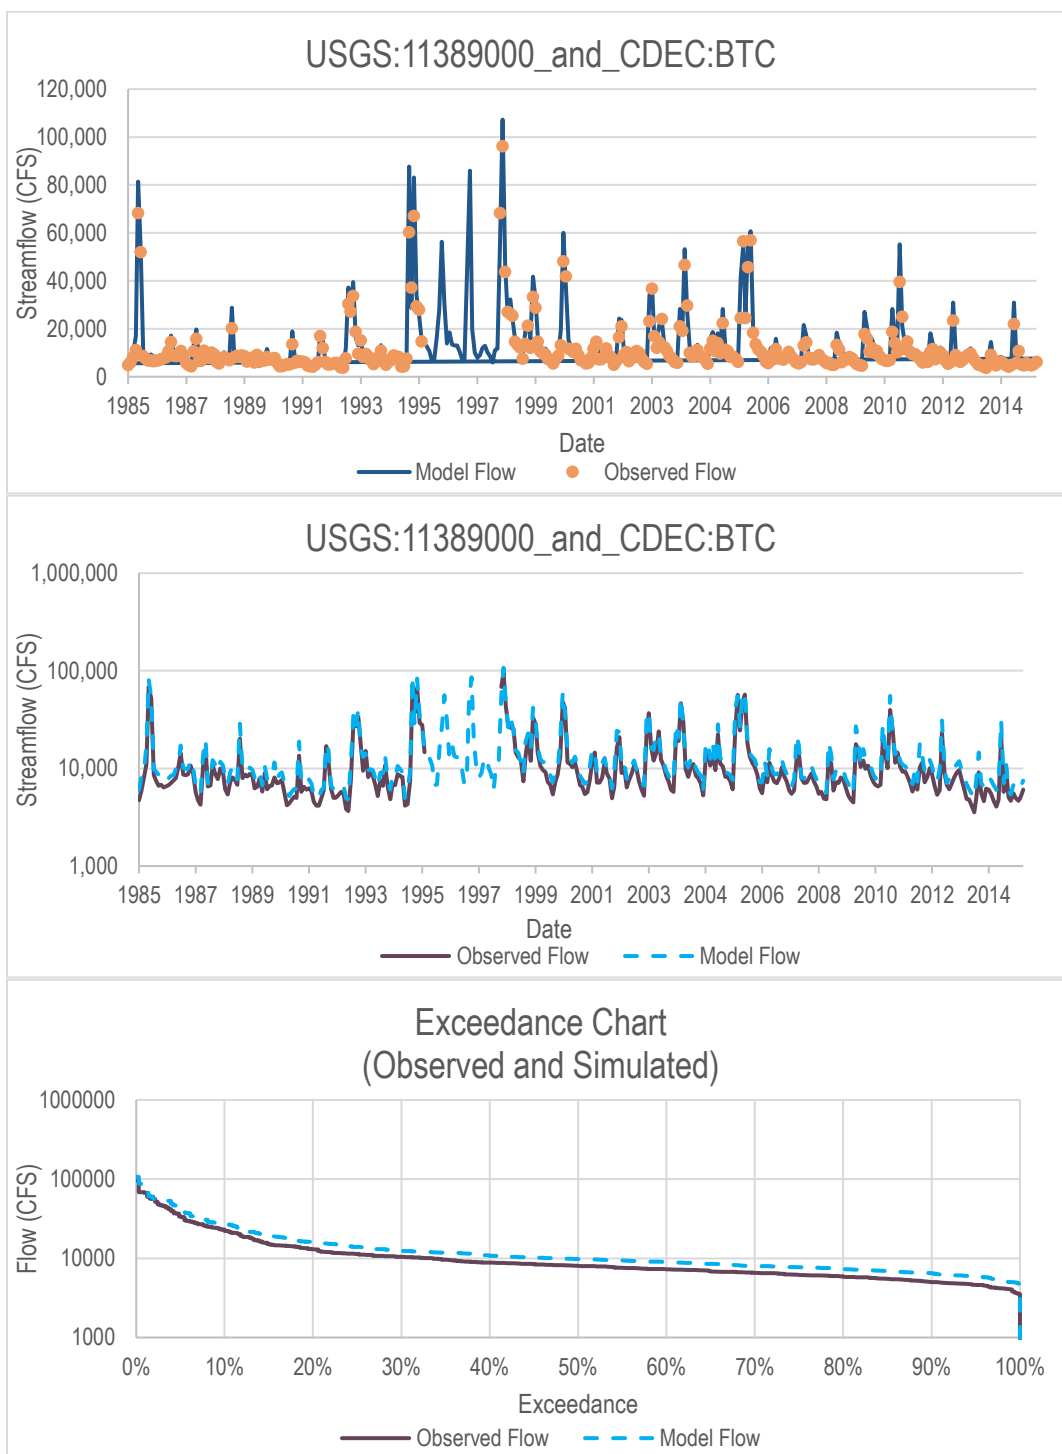 USGS:11389000_and_CDEC:BTC
120,000
100,000
80,000
60,000
40,000
20,000
0
Streamflow (CFS)
1985 1987 1989 1991 1993 1995 1997 1999 2001 2003 2004 2006 2008 2010 2012 2014
Date
Model Flow Observed Flow
USGS:11389000_and_CDEC:BTC
1,000,000
100,000
10,000
1,000
Streamflow (CFS)
1985 1987 1989 1991 1993 1995 1997 1999 2001 2003 2004 2006 2008 2010 2012 2014
Date
Observed Flow Model Flow
Exceedance Chart
(Observed and Simulated)
1000000
100000
10000
1000
Flow (CFS)
0% 10% 20% 30% 40% 50% 60% 70% 80% 90% 100%
Exceedance
Observed Flow Model Flow